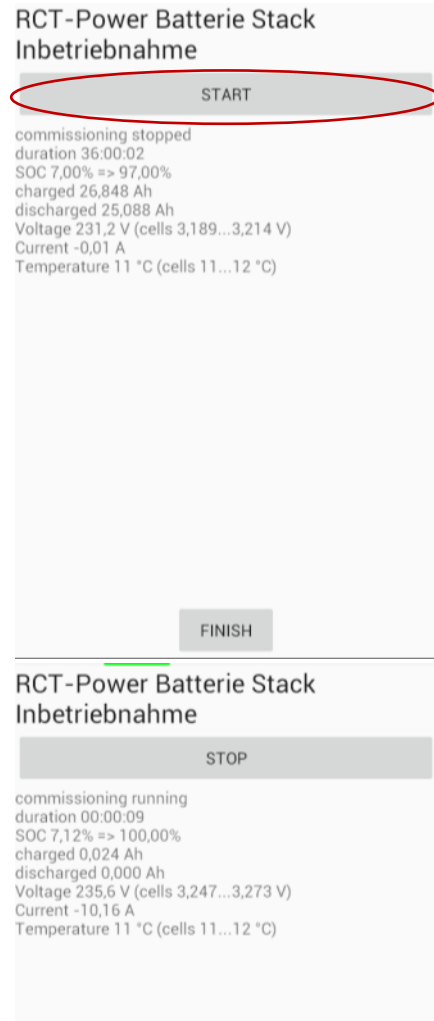 RCT-Power Batterie Stack
Inbetriebnahme
START
commissioning stopped
duration 36:00:02
SOC 7,00% => 97,00%
charged 26,848 Ah
discharged 25,088 Ah
Voltage 231,2 V (cells 3,189...3,214 V)
Current -0,01 A
Temperature 11 °C (cells 11...12 °C)
FINISH
RCT-Power Batterie Stack
Inbetriebnahme
STOP
commissioning running
duration 00:00:09
SOC 7,12% => 100,00%
charged 0,024 Ah
discharged 0,000 Ah
Voltage 235,6 V (cells 3,247...3,273 V)
Current -10,16 A
Temperature 11 °C (cells 11...12 °C)